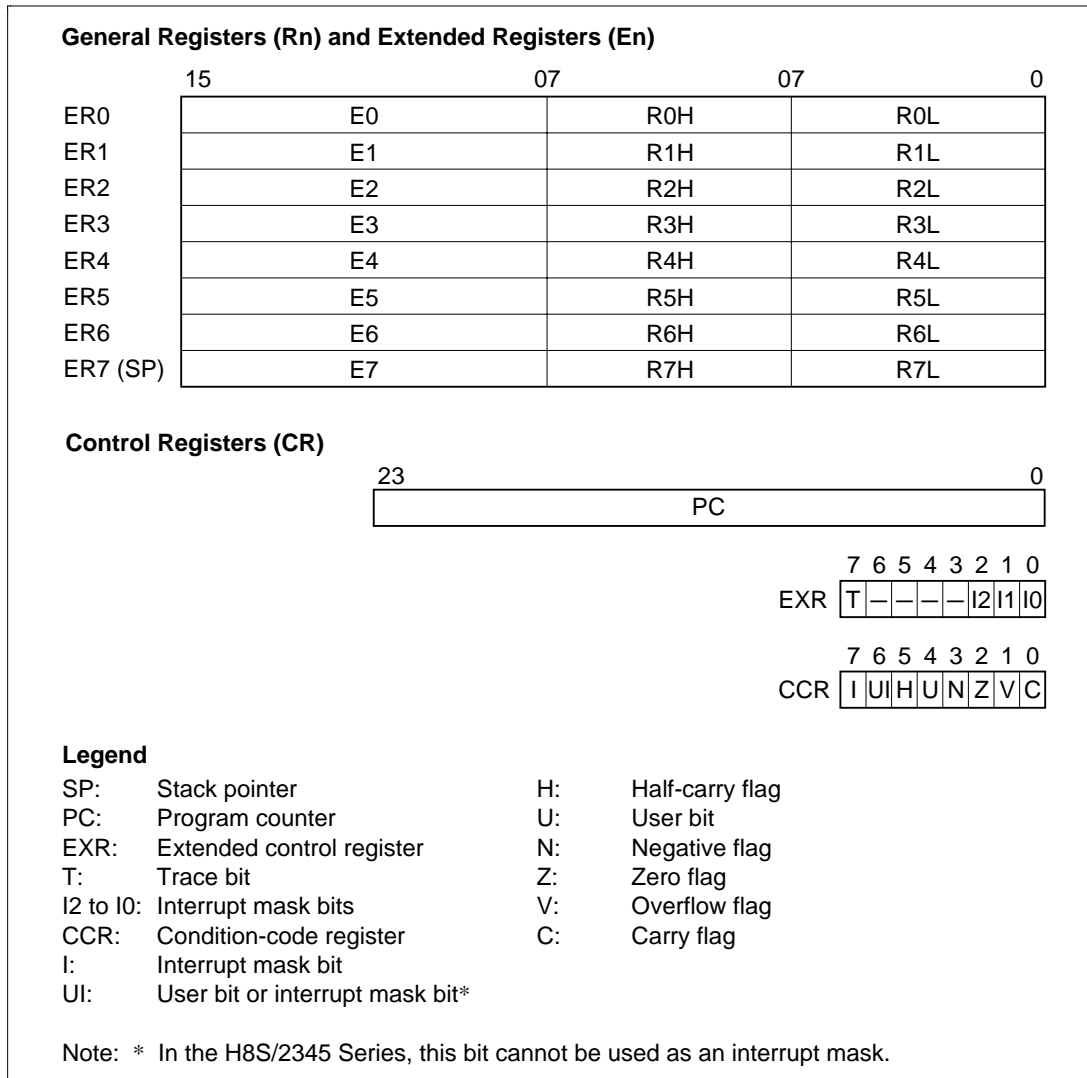 General Registers (Rn) and Extended Registers (En)
15 07 07 0
ER0 E0 R0H R0L
ER1 E1 R1H R1L
ER2 E2 R2H R2L
ER3 E3 R3H R3L
ER4 E4 R4H R4L
ER5 E5 R5H R5L
ER6 E6 R6H R6L
ER7 (SP) E7 R7H R7L
Control Registers (CR)
23 0
PC
7 6 5 4 3 2 1 0
EXR T — — — — I2 I1 I0
7 6 5 4 3 2 1 0
CCR I UI H U N Z V C
Legend
SP: Stack pointer H: Half-carry flag
PC: Program counter U: User bit
EXR: Extended control register N: Negative flag
T: Trace bit Z: Zero flag
I2 to I0: Interrupt mask bits V: Overflow flag
CCR: Condition-code register C: Carry flag
I: Interrupt mask bit
UI: User bit or interrupt mask bit*
Note: * In the H8S/2345 Series, this bit cannot be used as an interrupt mask.